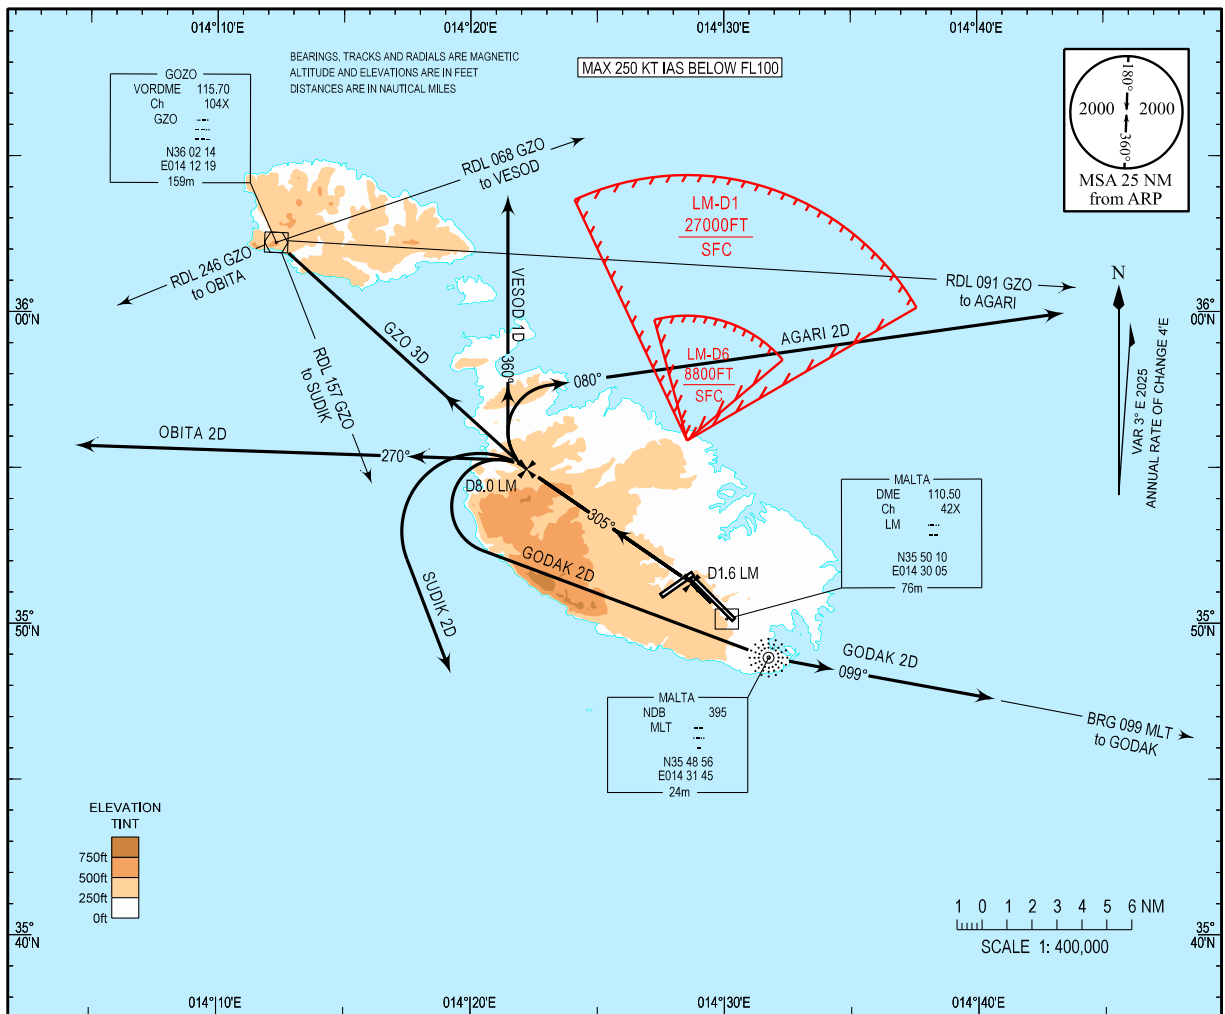 014°10'E
014°20'E
014°30'E
014°40'E
BEARINGS, TRACKS AND RADIALS ARE MAGNETIC
ALTITUDE AND ELEVATIONS ARE IN FEET
DISTANCES ARE IN NAUTICAL MILES
MAX 250 KT IAS BELOW FL100
GOZO
VORDME 115.70
Ch 104X
GZO
N36 02 14
E014 12 19
159m
180°
2000 2000
360°
MSA 25 NM
from ARP
RDL 068 GZO
to VESOD
LM-D1
27000FT
SFC
RDL 246 GZO
to OBITA
RDL 091 GZO
to AGARI
N
VAR 3° E 2025
ANNUAL RATE OF CHANGE 4'E
36°
00'N
36°
00'N
VESOD 1D
360°
GZO 3D
AGARI 2D
080°
LM-D6
8800FT
SFC
RDL 157 GZO
to SUDIK
OBITA 2D
270°
D8.0 LM
305°
MALTA
DME 110.50
Ch 42X
LM
N35 50 10
E014 30 05
76m
D1.6 LM
GODAK 2D
SUDIK 2D
35°
50'N
35°
50'N
GODAK 2D
099°
MALTA
NDB 395
MLT
N35 48 56
E014 31 45
24m
BRG 099 MLT
to GODAK
ELEVATION
TINT
750ft
500ft
250ft
0ft
1 0 1 2 3 4 5 6 NM
SCALE 1: 400,000
35°
40'N
35°
40'N
014°10'E
014°20'E
014°30'E
014°40'E